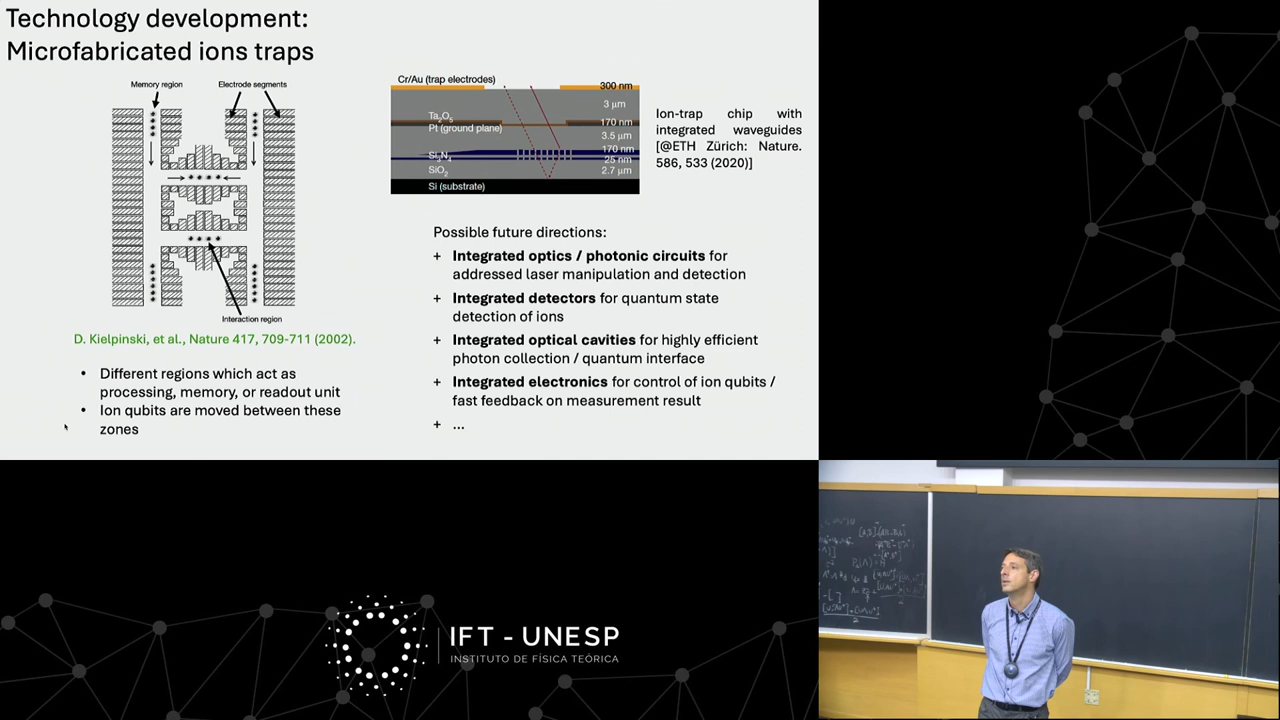 Technology development:
Microfabricated ions traps
Memory region
Electrode segments
Interaction region
D. Kielpinski, et al., Nature 417, 709-711 (2002).
• Different regions which act as
processing, memory, or readout unit
• Ion qubits are moved between these
zones
Cr/Au (trap electrodes)
300 nm
3 μm
Ta2O5
170 nm
Pt (ground plane)
3.5 μm
170 nm
Si3N4
25 nm
SiO2
2.7 μm
Si (substrate)
Ion-trap chip with
integrated waveguides
[@ETH Zürich: Nature.
586, 533 (2020)]
Possible future directions:
+ Integrated optics / photonic circuits for
addressed laser manipulation and detection
+ Integrated detectors for quantum state
detection of ions
+ Integrated optical cavities for highly efficient
photon collection / quantum interface
+ Integrated electronics for control of ion qubits /
fast feedback on measurement result
+ ...
IFT - UNESP
INSTITUTO DE FÍSICA TEÓRICA